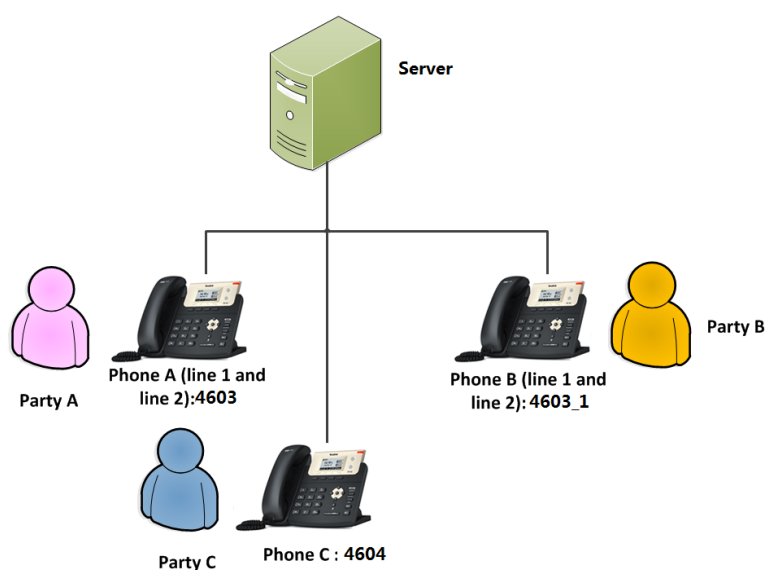 Server
Party B
Phone A (line 1 and
line 2):4603
Phone B (line 1 and
line 2): 4603_1
Party A
Phone C : 4604
Party C